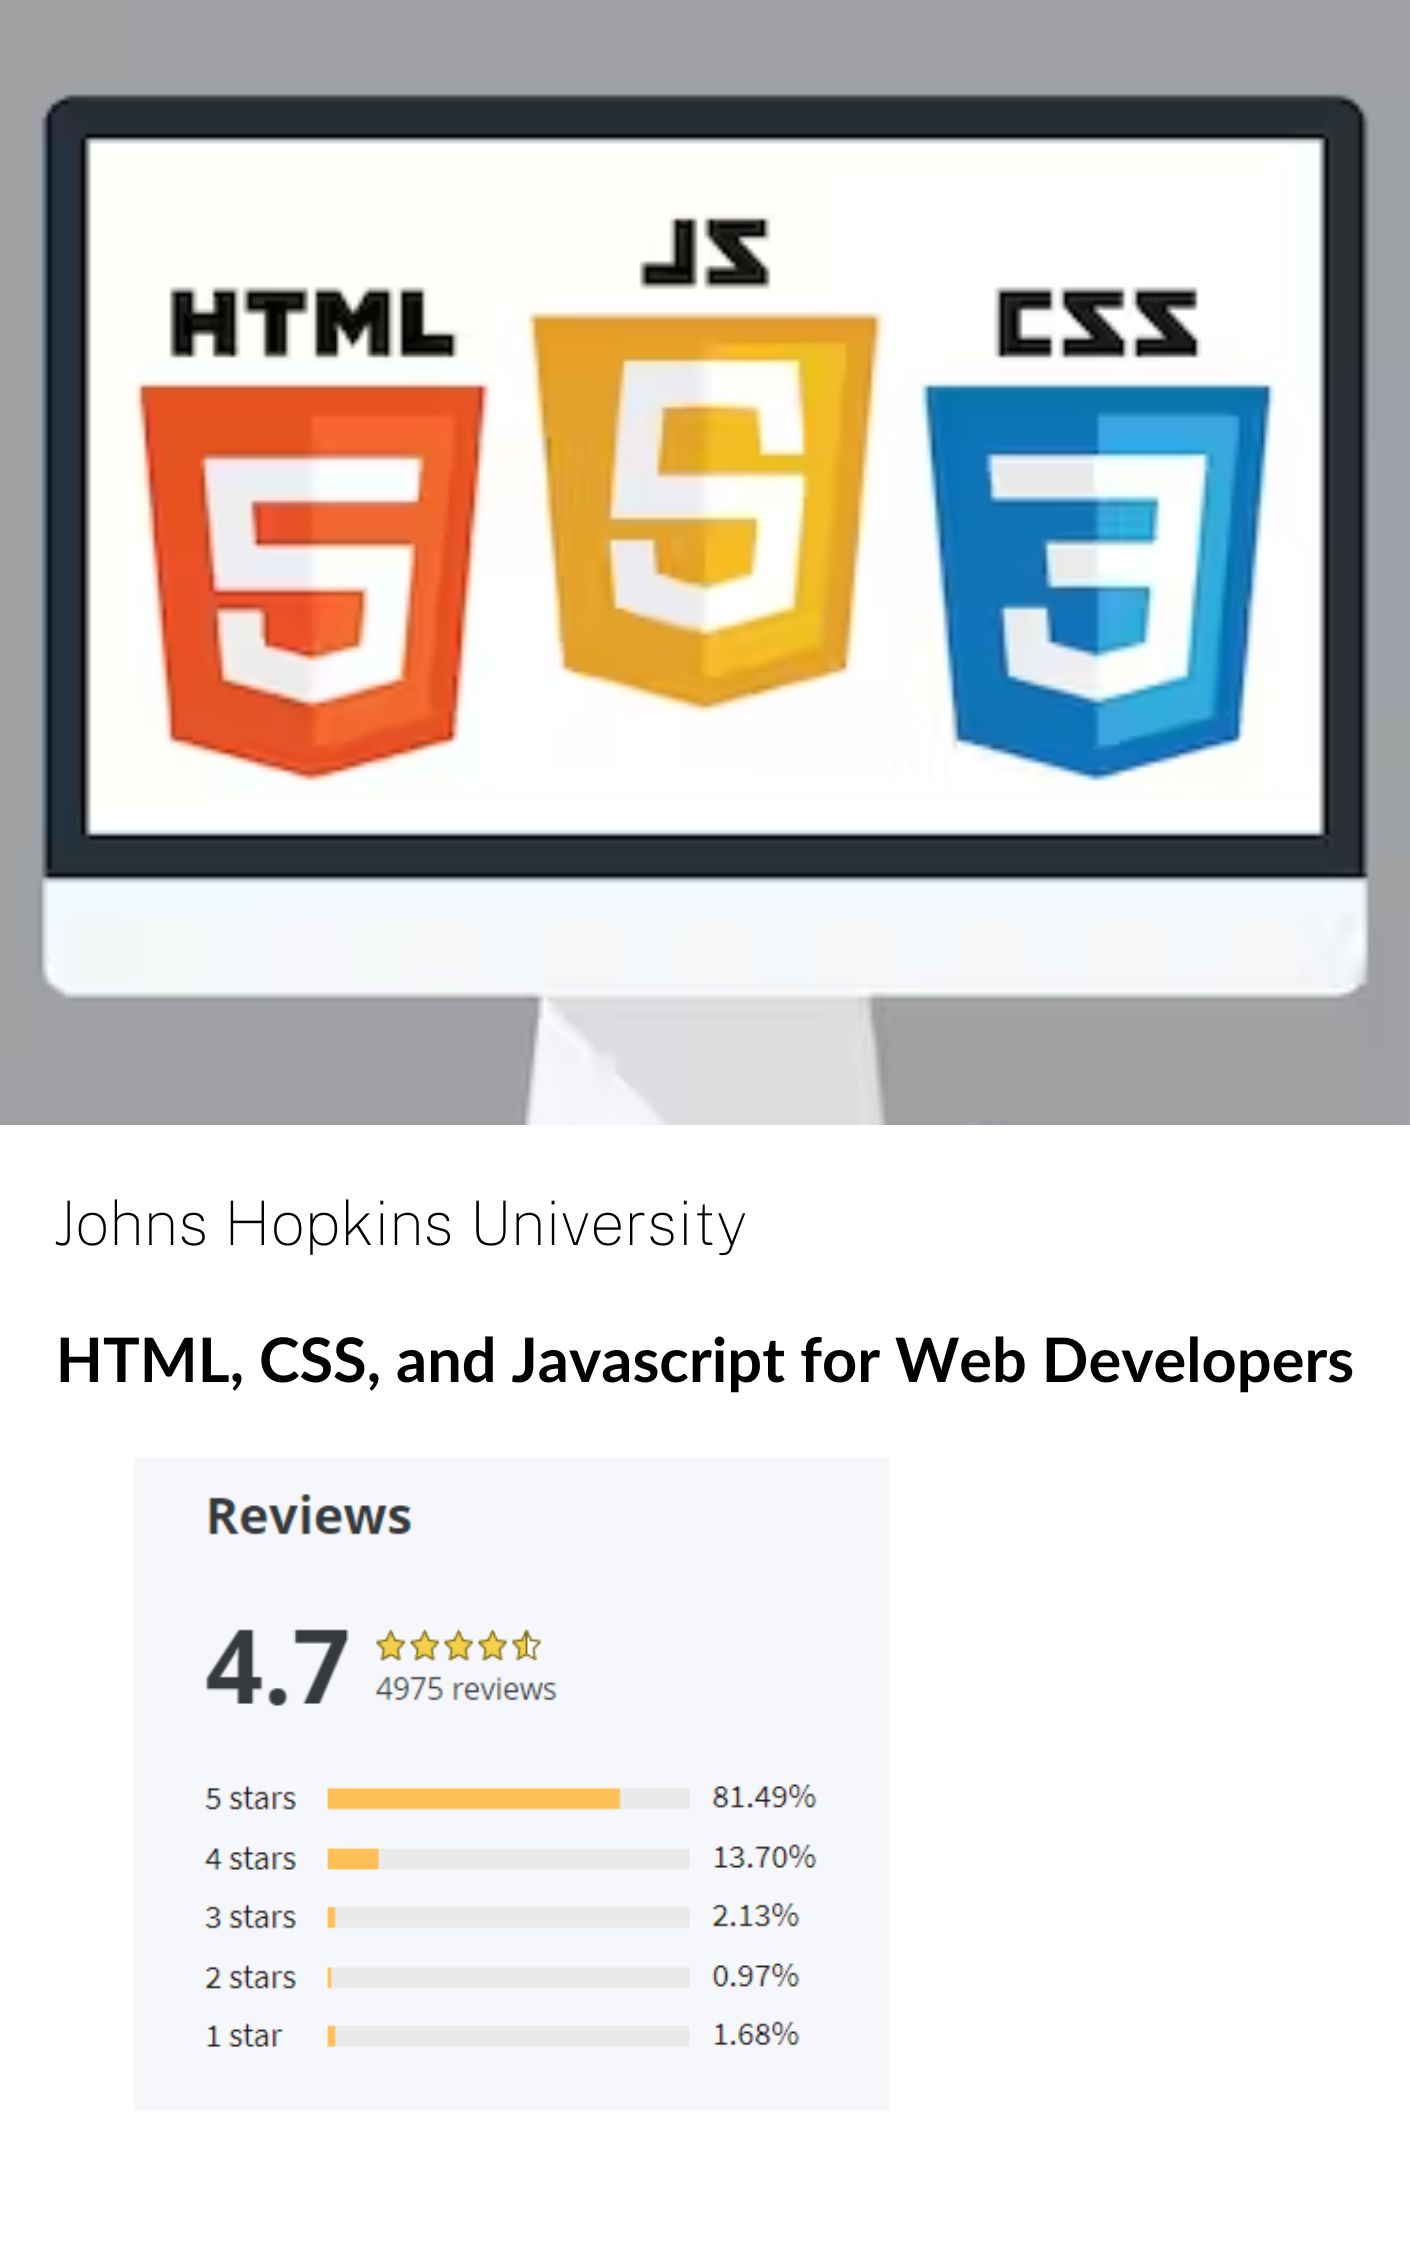 JS
HTML
CSS
5
5
3
Johns Hopkins University
HTML, CSS, and Javascript for Web Developers
Reviews
4.7
4975 reviews
5 stars 81.49%
4 stars 13.70%
3 stars 2.13%
2 stars 0.97%
1 star 1.68%